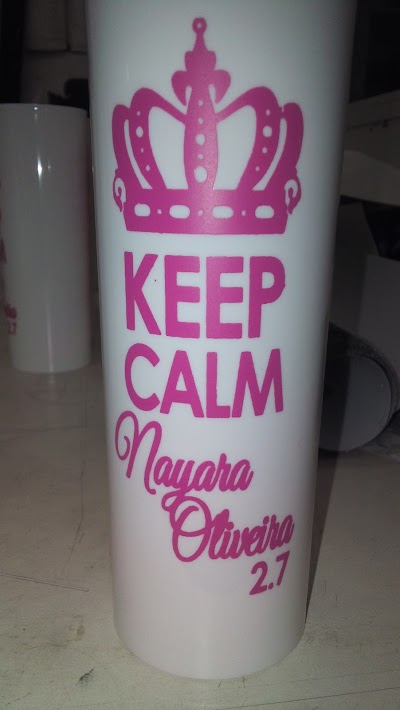 KEEP
CALM
Nayara
Oliveira
2.7